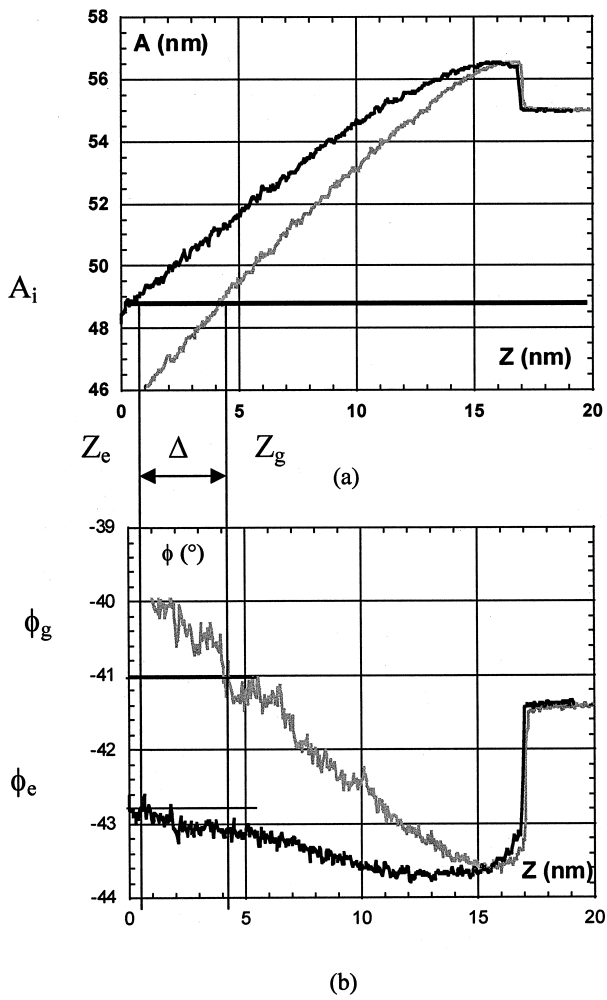 58
A (nm)
56
54
52
50
A_i
48
Z (nm)
46
0 5 10 15 20
Z_e Δ Z_g
(a)
-39
ϕ (°)
-40
ϕ_g
-41
-42
ϕ_e
-43
Z (nm)
-44
0 5 10 15 20
(b)